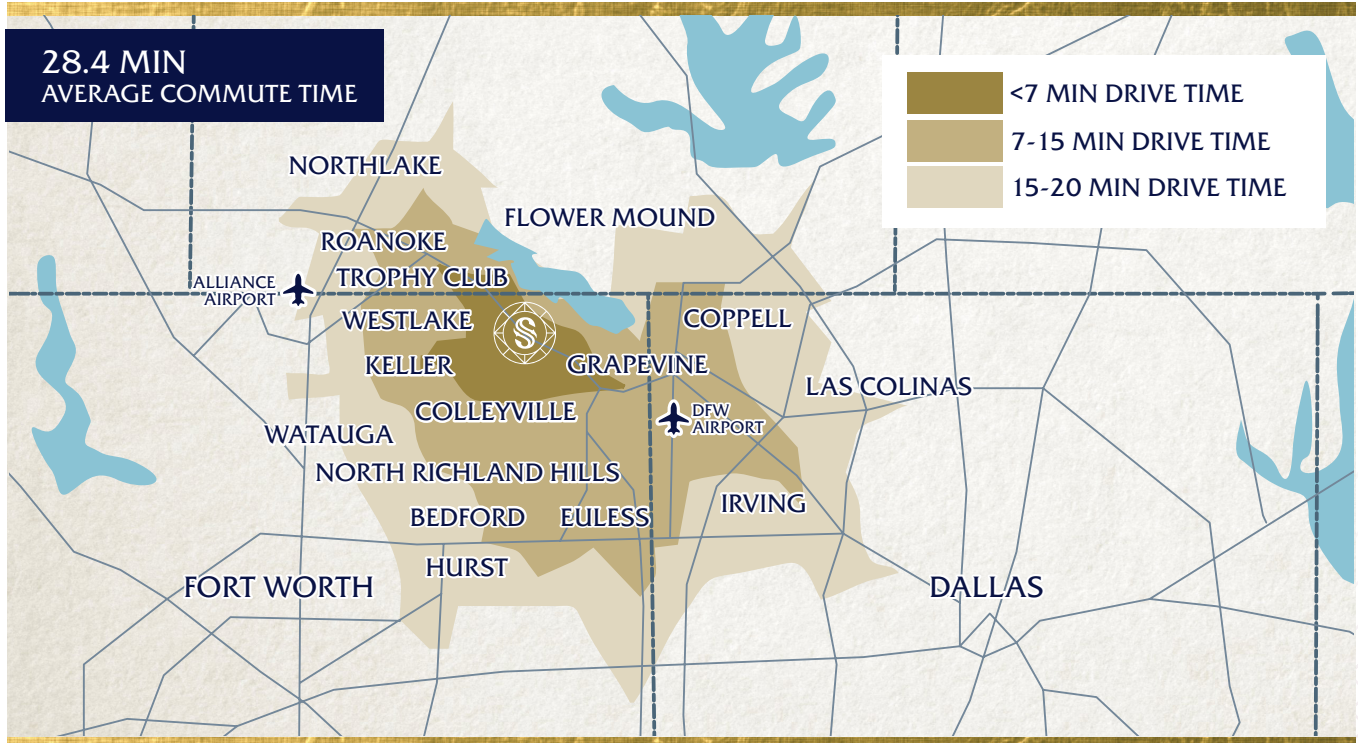 28.4 MIN
AVERAGE COMMUTE TIME
<7 MIN DRIVE TIME
7-15 MIN DRIVE TIME
15-20 MIN DRIVE TIME
NORTHLAKE
FLOWER MOUND
ROANOKE
TROPHY CLUB
ALLIANCE
AIRPORT
WESTLAKE
COPPELL
KELLER
GRAPEVINE
LAS COLINAS
COLLEYVILLE
DFW
AIRPORT
WATAUGA
NORTH RICHLAND HILLS
IRVING
BEDFORD
EULESS
HURST
FORT WORTH
DALLAS